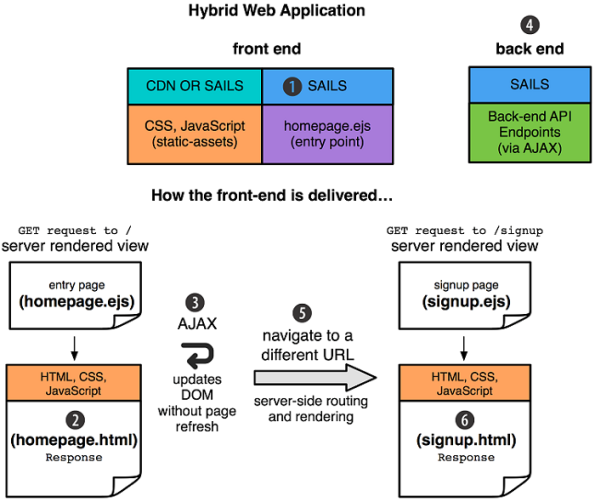 Hybrid Web Application
4
front end
back end
CDN OR SAILS
1 SAILS
SAILS
CSS, JavaScript
(static-assets)
homepage.ejs
(entry point)
Back-end API
Endpoints
(via AJAX)
How the front-end is delivered…
GET request to /
server rendered view
GET request to /signup
server rendered view
entry page
(homepage.ejs)
signup page
(signup.ejs)
3
AJAX
updates
DOM
without page
refresh
5
navigate to a
different URL
server-side routing
and rendering
HTML, CSS,
JavaScript
2
(homepage.html)
Response
HTML, CSS,
JavaScript
6
(signup.html)
Response